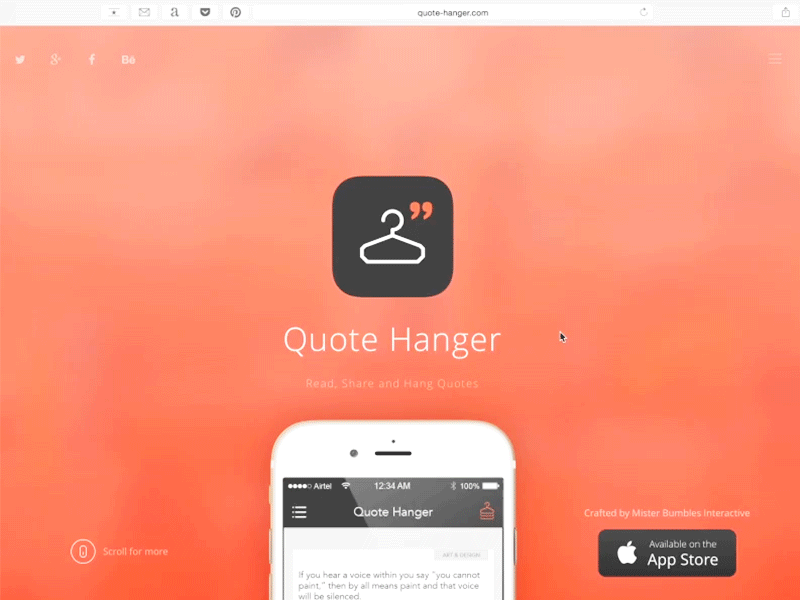 quote-hanger.com
Bē
Quote Hanger
Read, Share and Hang Quotes
Airtel 12:34 AM 100%
Quote Hanger
ART & DESIGN
If you hear a voice within you say "you cannot
paint," then by all means paint and that voice
will be silenced.
Scroll for more
Crafted by Mister Bumbles Interactive
Available on the
App Store